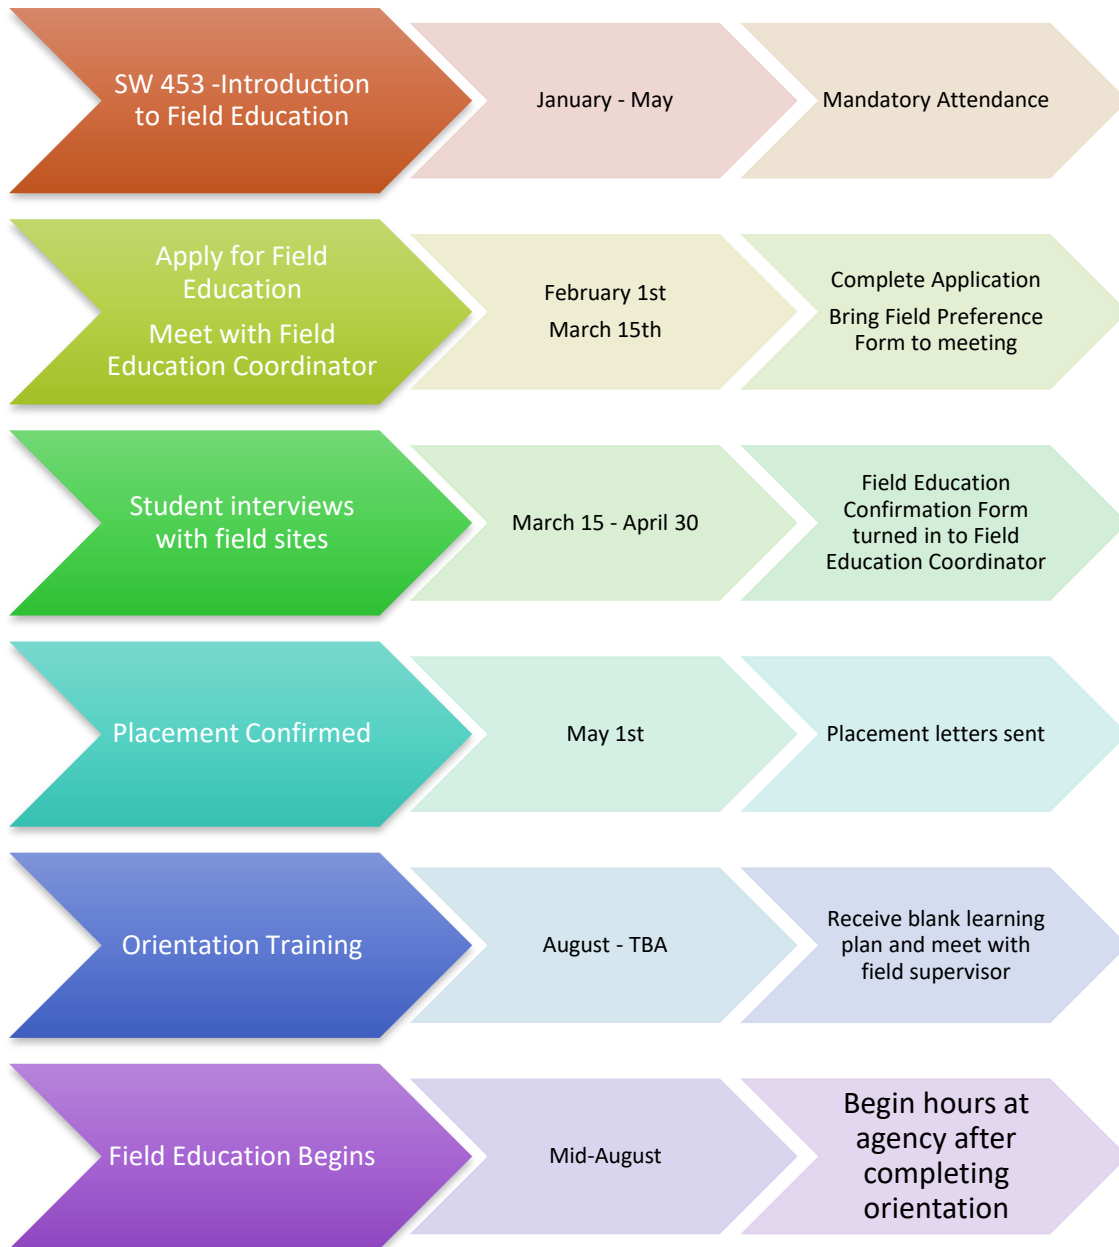 SW 453 -Introduction
to Field Education
January - May
Mandatory Attendance
Apply for Field
Education
Meet with Field
Education Coordinator
February 1st
March 15th
Complete Application
Bring Field Preference
Form to meeting
Student interviews
with field sites
March 15 - April 30
Field Education
Confirmation Form
turned in to Field
Education Coordinator
Placement Confirmed
May 1st
Placement letters sent
Orientation Training
August - TBA
Receive blank learning
plan and meet with
field supervisor
Field Education Begins
Mid-August
Begin hours at
agency after
completing
orientation